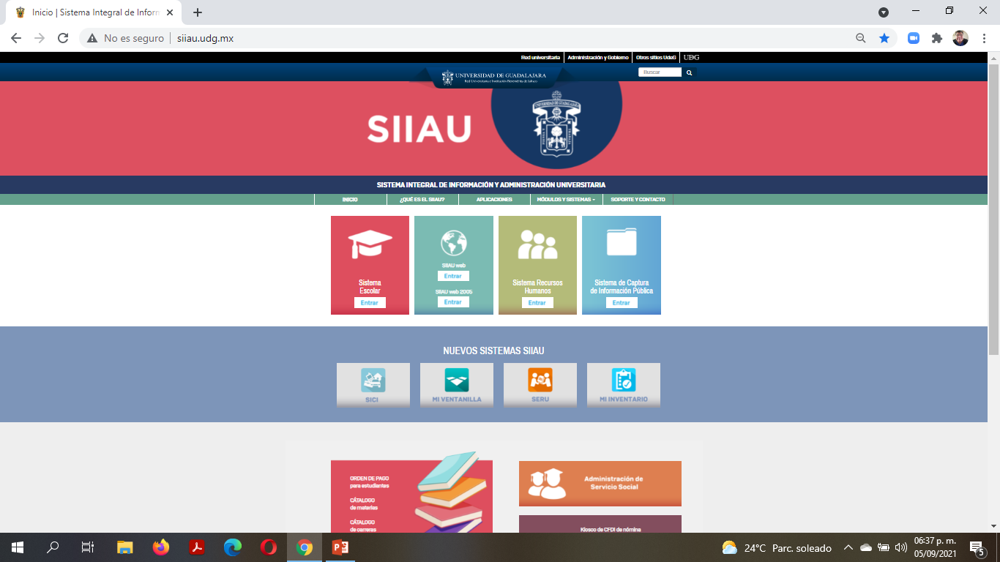 Inicio | Sistema Integral de Inform
No es seguro
siiau.udg.mx
Red universitaria
Administración y Gobierno
Otros sitios UdeG
UDG
UNIVERSIDAD DE GUADALAJARA
Red Universitaria e Institución Benemérita de Jalisco
Buscar
SIIAU
SISTEMA INTEGRAL DE INFORMACIÓN Y ADMINISTRACIÓN UNIVERSITARIA
INICIO
¿QUÉ ES EL SIIAU?
APLICACIONES
MÓDULOS Y SISTEMAS
SOPORTE Y CONTACTO
Sistema
Escolar
Entrar
SIIAU web
Entrar
SIIAU web 2005
Entrar
Sistema Recursos
Humanos
Entrar
Sistema de Captura
de Información Pública
Entrar
NUEVOS SISTEMAS SIIAU
SICI
MI VENTANILLA
SERU
MI INVENTARIO
ORDEN DE PAGO
para estudiantes
CÁTALOGO
de materias
CÁTALOGO
de carreras
Administración de
Servicio Social
Kiosco de CFDI de nómina
24°C Parc. soleado
06:37 p. m.
05/09/2021
5